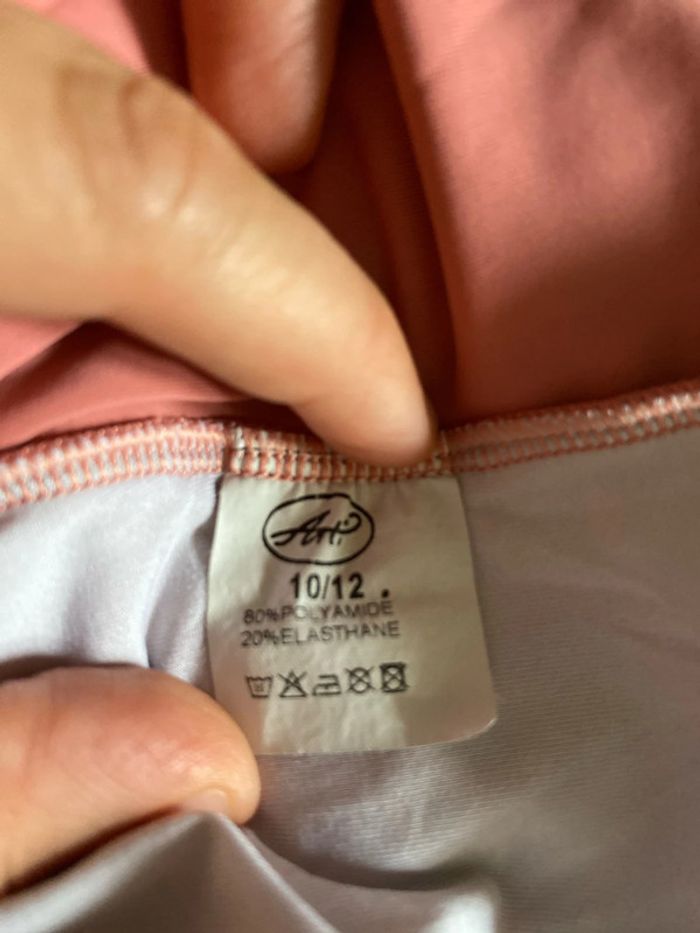 Arti
10/12.
80%POLYAMIDE
20%ELASTHANE